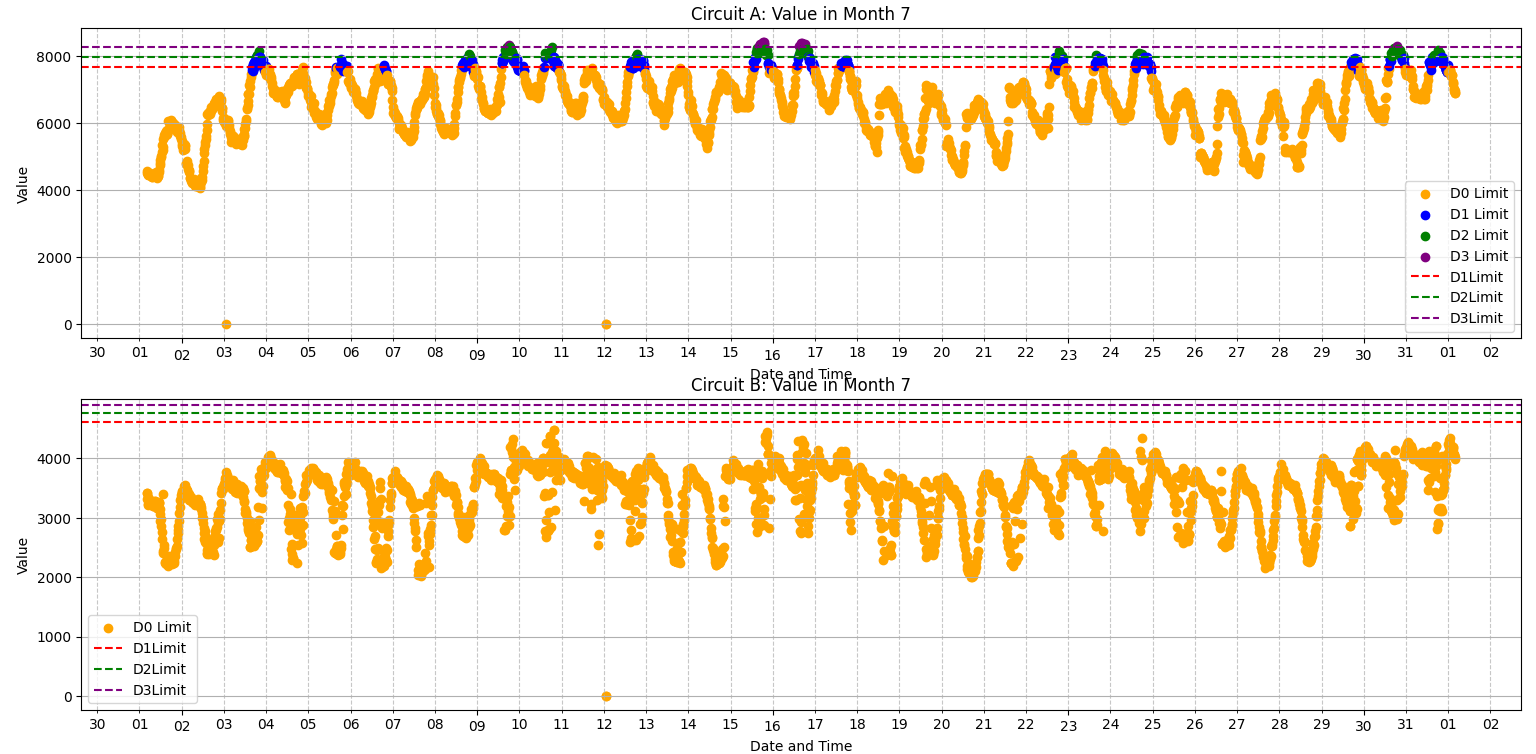 Circuit A: Value in Month 7
Value
8000
6000
4000
2000
0
D0 Limit
D1 Limit
D2 Limit
D3 Limit
D1Limit
D2Limit
D3Limit
30 01 02 03 04 05 06 07 08 09 10 11 12 13 14 15 16 17 18 19 20 21 22 23 24 25 26 27 28 29 30 31 01 02
Date and Time
Circuit B: Value in Month 7
Value
4000
3000
2000
1000
0
D0 Limit
D1Limit
D2Limit
D3Limit
30 01 02 03 04 05 06 07 08 09 10 11 12 13 14 15 16 17 18 19 20 21 22 23 24 25 26 27 28 29 30 31 01 02
Date and Time